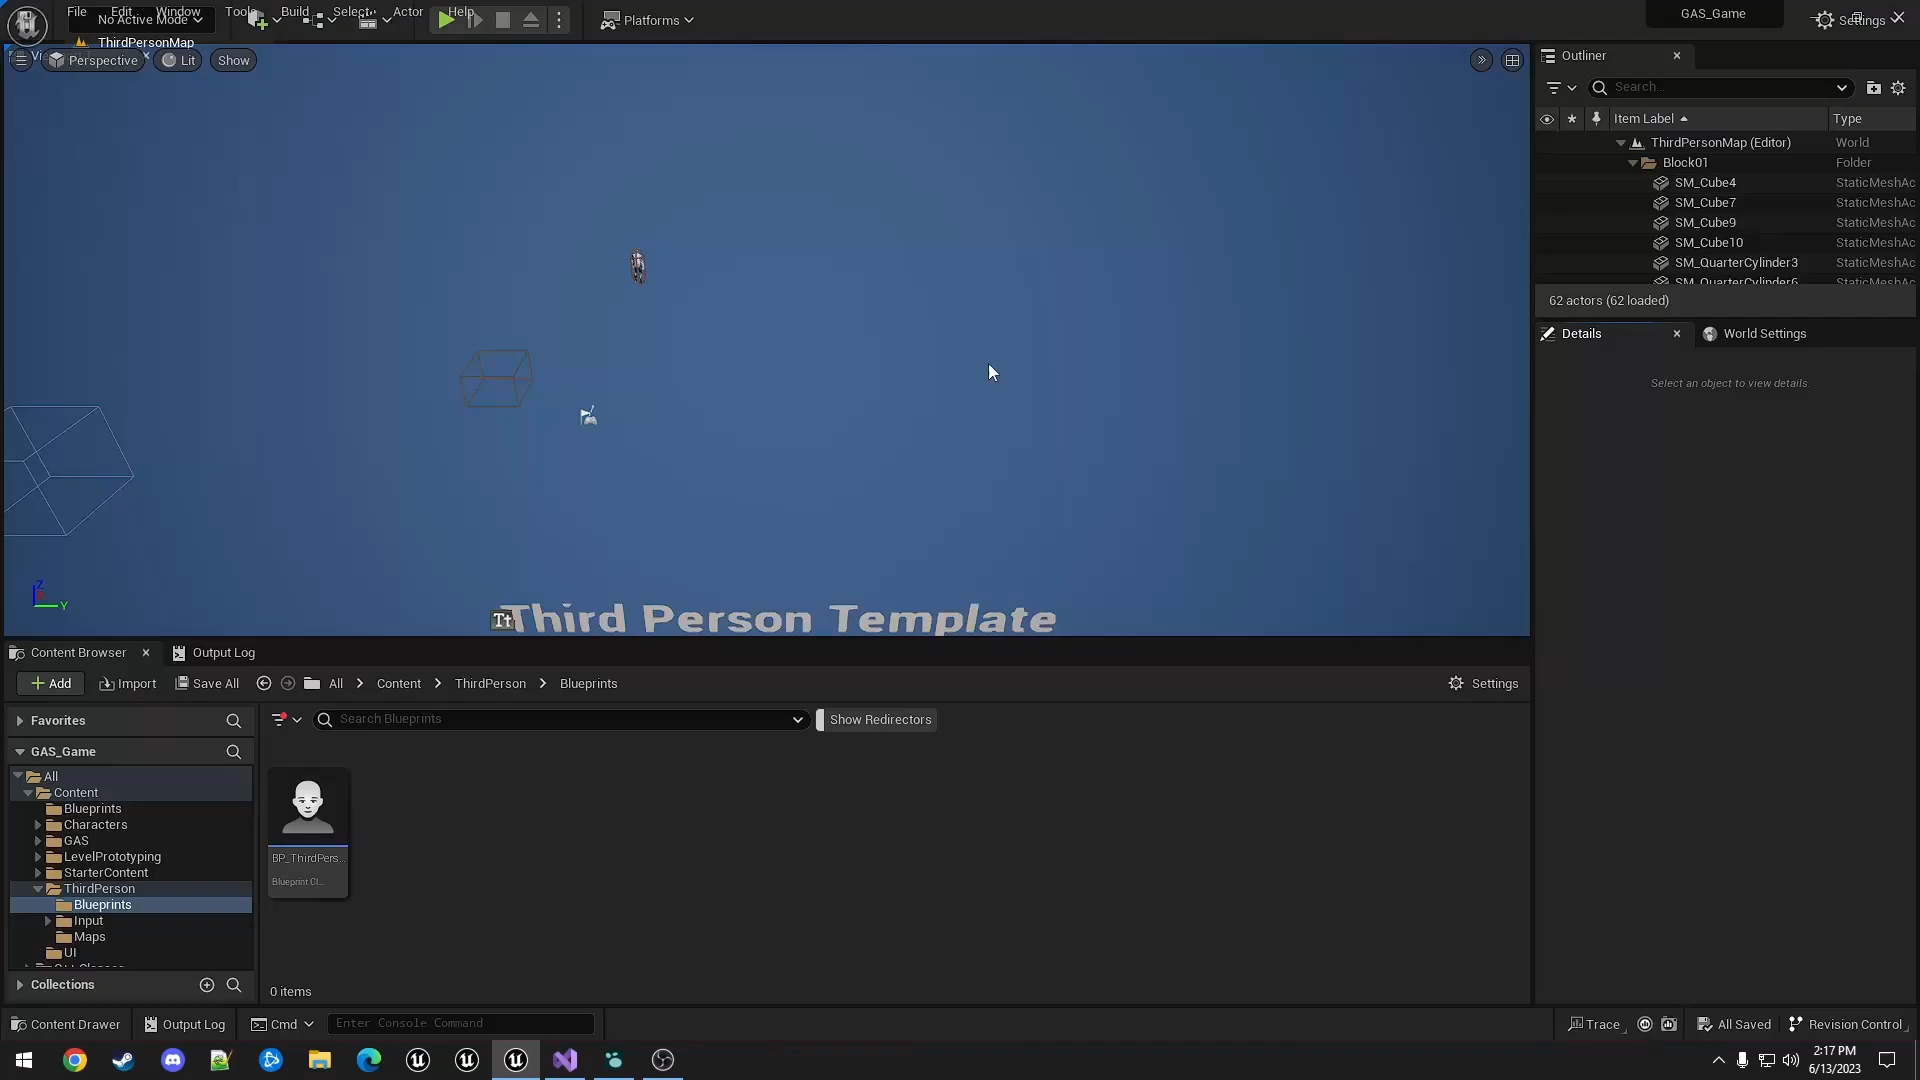 File Edit Window Tools Build Select Actor Help
No Active Mode
Platforms
GAS_Game
Settings
ThirdPersonMap
Perspective
Lit
Show
Third Person Template
Outliner
Search...
Item Label
Type
ThirdPersonMap (Editor)
World
Block01
Folder
SM_Cube4
StaticMeshAc
SM_Cube7
StaticMeshAc
SM_Cube9
StaticMeshAc
SM_Cube10
StaticMeshAc
SM_QuarterCylinder3
StaticMeshAc
SM_QuarterCylinder6
StaticMeshAc
62 actors (62 loaded)
Details
World Settings
Select an object to view details.
Content Browser
Output Log
Add
Import
Save All
All
Content
ThirdPerson
Blueprints
Settings
Favorites
Search Blueprints
Show Redirectors
GAS_Game
All
Content
Blueprints
Characters
GAS
LevelPrototyping
StarterContent
ThirdPerson
Blueprints
Input
Maps
UI
Collections
BP_ThirdPers...
Blueprint Cl...
0 items
Content Drawer
Output Log
Cmd
Enter Console Command
Trace
All Saved
Revision Control
2:17 PM
6/13/2023